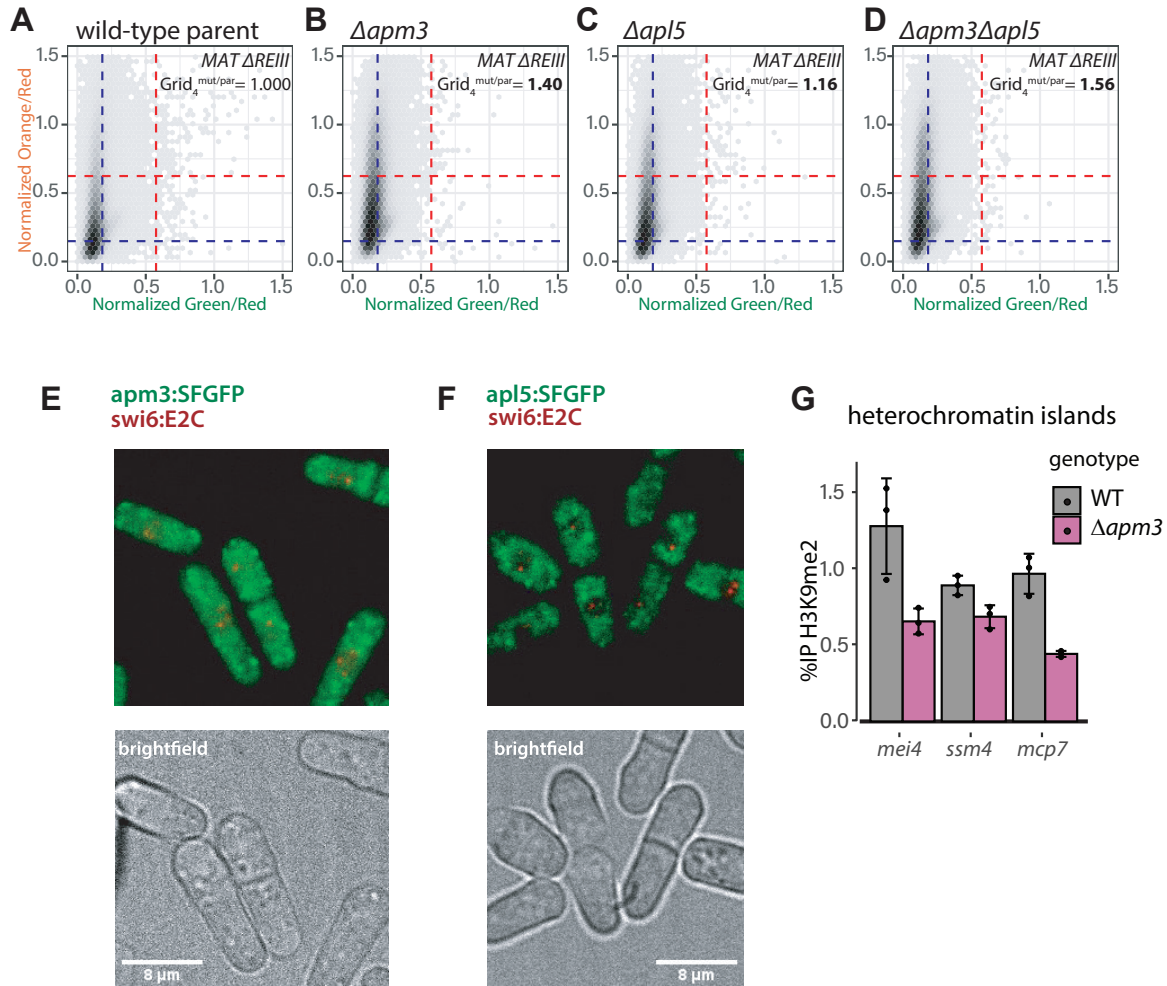 A wild-type parent
B Δapm3
C Δapl5
D Δapm3Δapl5
Normalized Orange/Red
1.5
1.0
0.5
0.0
MAT ΔREIII
Grid4mut/par= 1.000
0.0 0.5 1.0 1.5
Normalized Green/Red
MAT ΔREIII
Grid4mut/par= 1.40
0.0 0.5 1.0 1.5
Normalized Green/Red
MAT ΔREIII
Grid4mut/par= 1.16
0.0 0.5 1.0 1.5
Normalized Green/Red
MAT ΔREIII
Grid4mut/par= 1.56
0.0 0.5 1.0 1.5
Normalized Green/Red
E
apm3:SFGFP
swi6:E2C
brightfield
8 µm
F
apl5:SFGFP
swi6:E2C
brightfield
8 µm
G
heterochromatin islands
genotype
WT
Δapm3
%IP H3K9me2
1.5
1.0
0.5
0.0
mei4 ssm4 mcp7